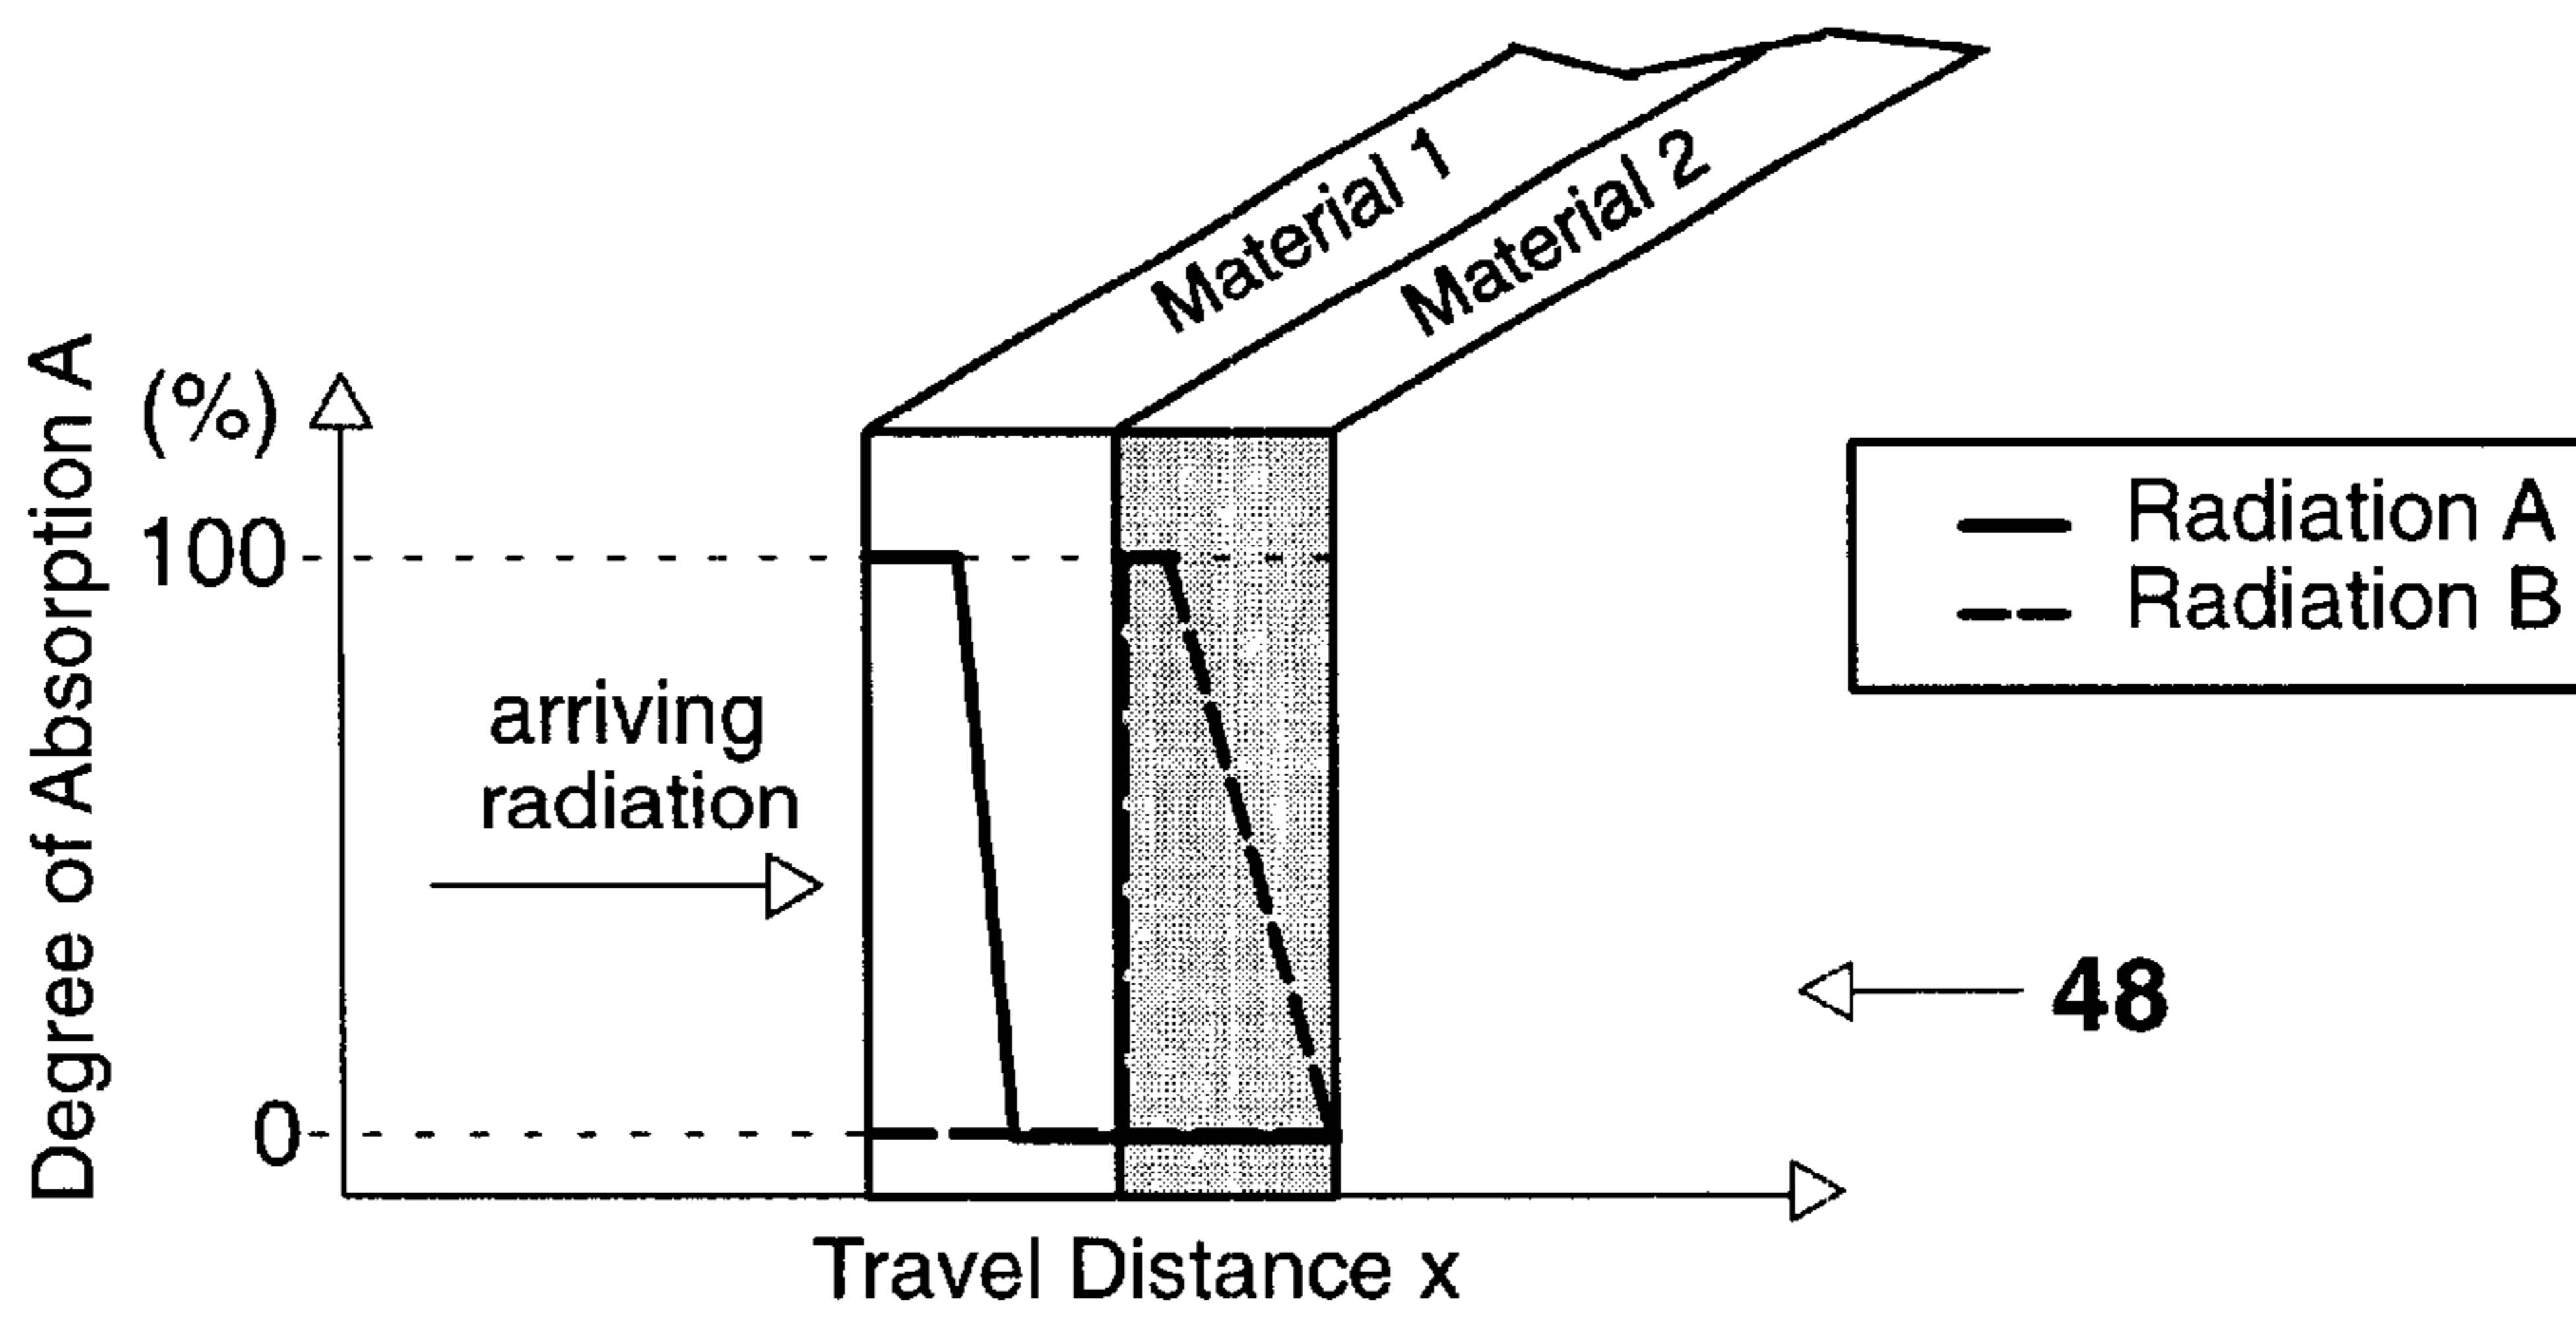 Material 1
Material 2
Degree of Absorption A
(%)
100
0
arriving
radiation
Radiation A
Radiation B
48
Travel Distance x